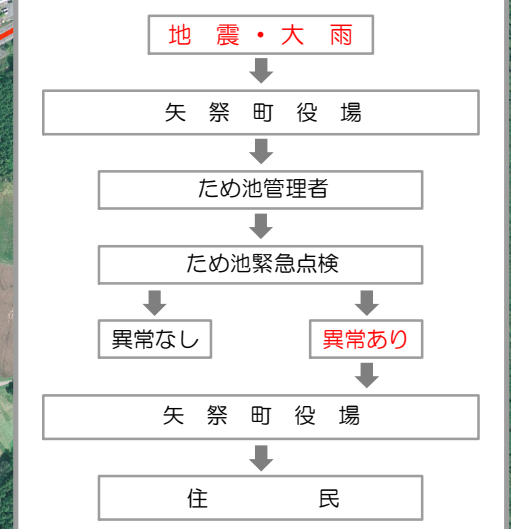 地震・大雨
矢祭町役場
ため池管理者
ため池緊急点検
異常なし 異常あり
矢祭町役場
住民